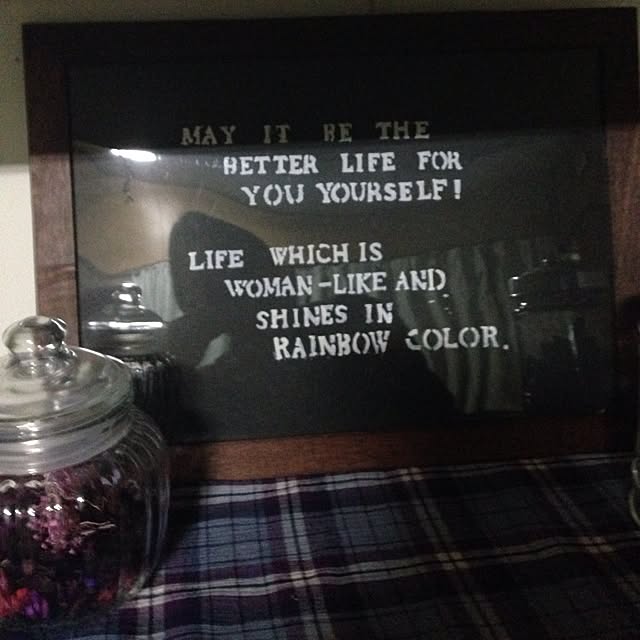 MAY IT BE THE
BETTER LIFE FOR
YOU YOURSELF!
LIFE WHICH IS
WOMAN-LIKE AND
SHINES IN
RAINBOW COLOR.